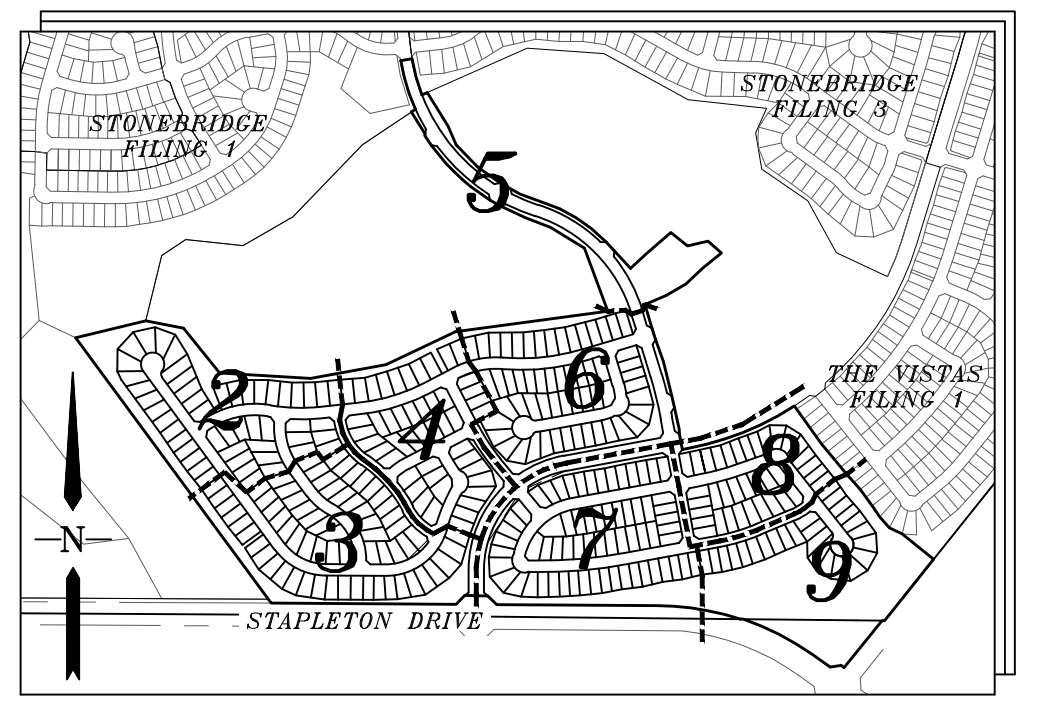 STONEBRIDGE
FILING 3
STONEBRIDGE
FILING 1
5
6
2
THE VISTAS
FILING 1
4
8
7
3
N
9
STAPLETON DRIVE